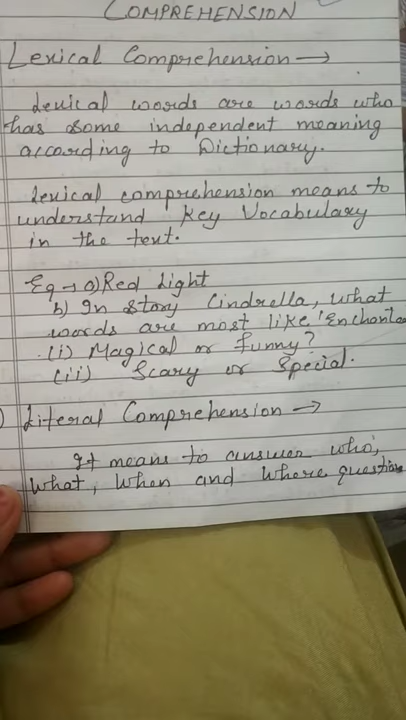 COMPREHENSION
Lexical Comprehension →
Lexical words are words who
has some independent meaning
according to Dictionary.
Lexical comprehension means to
understand key Vocabulary
in the text.
Eg → a) Red Light
b) In Story Cindrella, what
words are most like 'Enchanted
(i) Magical or Funny?
(ii) Scary or Special.
) Literal Comprehension →
It means to answer who,
What, When and Where questions